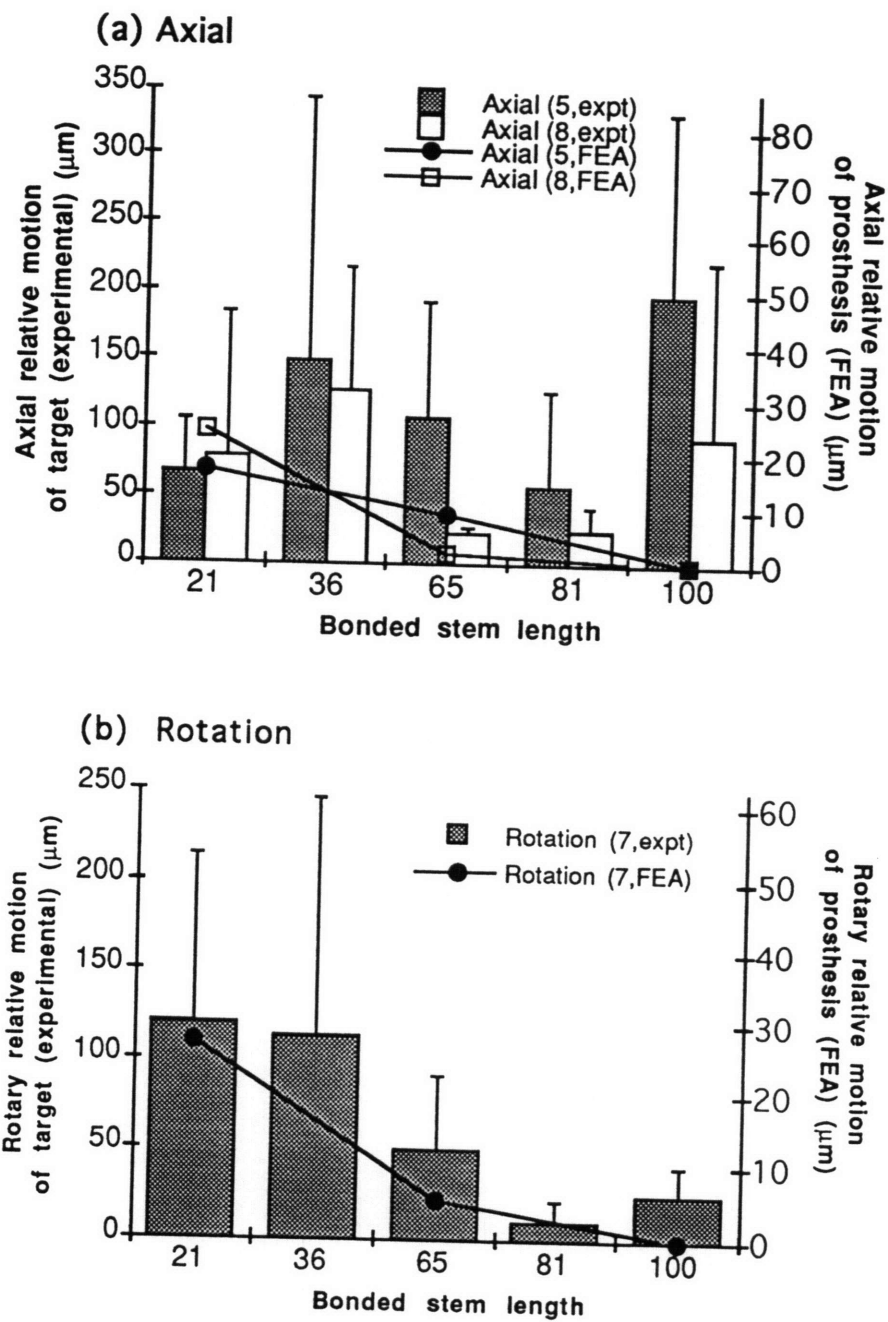 (a) Axial
350
300
250
200
150
100
50
0
Axial relative motion
of target (experimental) (μm)
Axial (5,expt)
Axial (8,expt)
Axial (5,FEA)
Axial (8,FEA)
80
70
60
50
40
30
20
10
0
Axial relative motion
of prosthesis (FEA) (μm)
21 36 65 81 100
Bonded stem length
(b) Rotation
250
200
150
100
50
0
Rotary relative motion
of target (experimental) (μm)
Rotation (7,expt)
Rotation (7,FEA)
60
50
40
30
20
10
0
Rotary relative motion
of prosthesis (FEA) (μm)
21 36 65 81 100
Bonded stem length